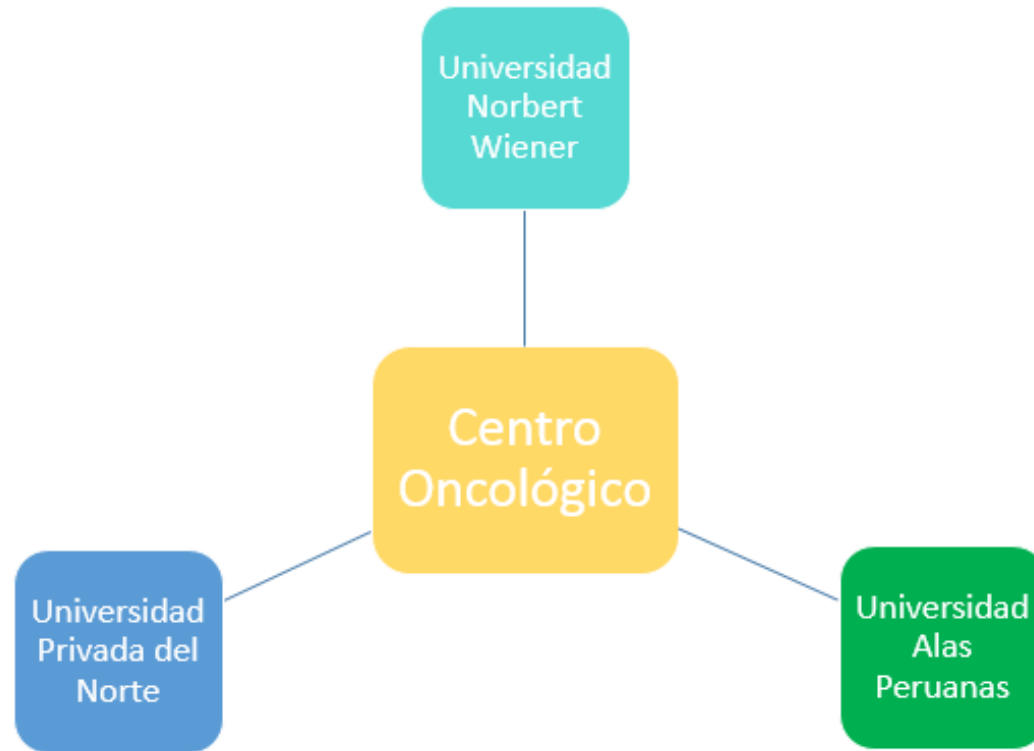 Universidad
Norbert
Wiener
Centro
Oncológico
Universidad
Privada del
Norte
Universidad
Alas
Peruanas